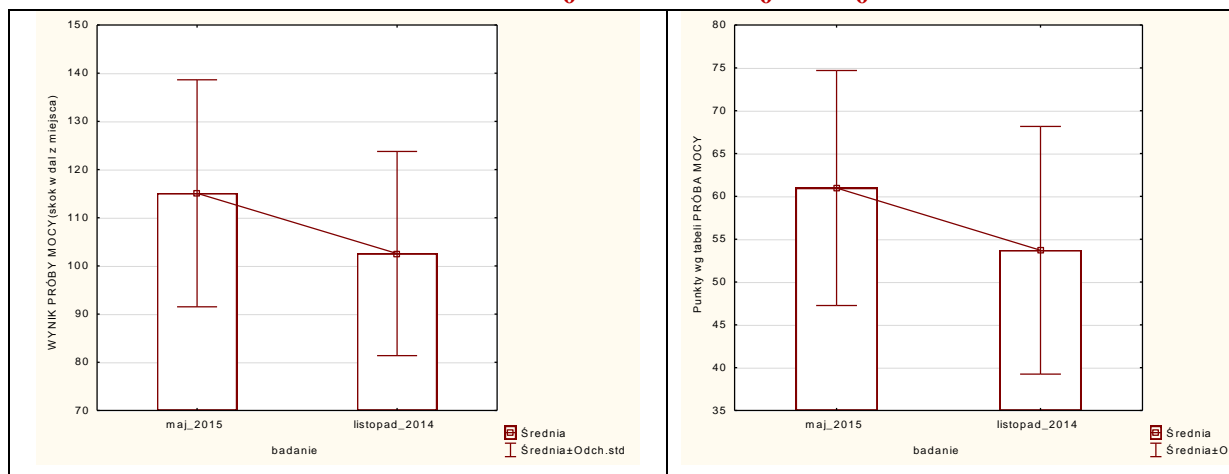 WYNIK PRÓBY MOCY (skok w dal z miejsca)
150
140
130
120
110
100
90
80
70
maj_2015 listopad_2014
badanie
Średnia
Średnia±Odch.std
Punkty wg tabeli PRÓBA MOCY
80
75
70
65
60
55
50
45
40
35
maj_2015 listopad_2014
badanie
Średnia
Średnia±O